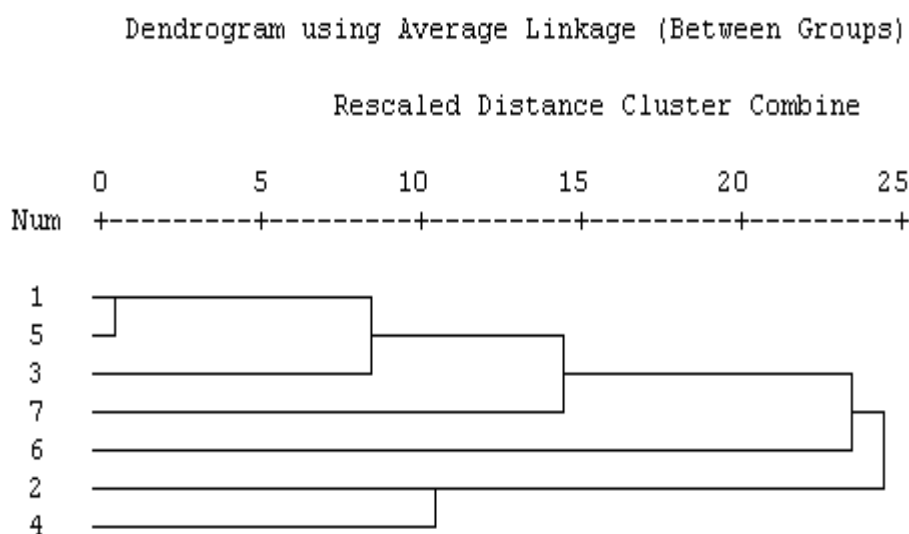 Dendrogram using Average Linkage (Between Groups)
Rescaled Distance Cluster Combine
0 5 10 15 20 25
Num +---------+---------+---------+---------+---------+
1
5
3
7
6
2
4